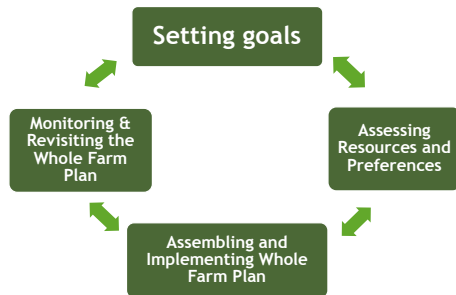 Setting goals
Assessing
Resources and
Preferences
Assembling and
Implementing Whole
Farm Plan
Monitoring &
Revisiting the
Whole Farm
Plan